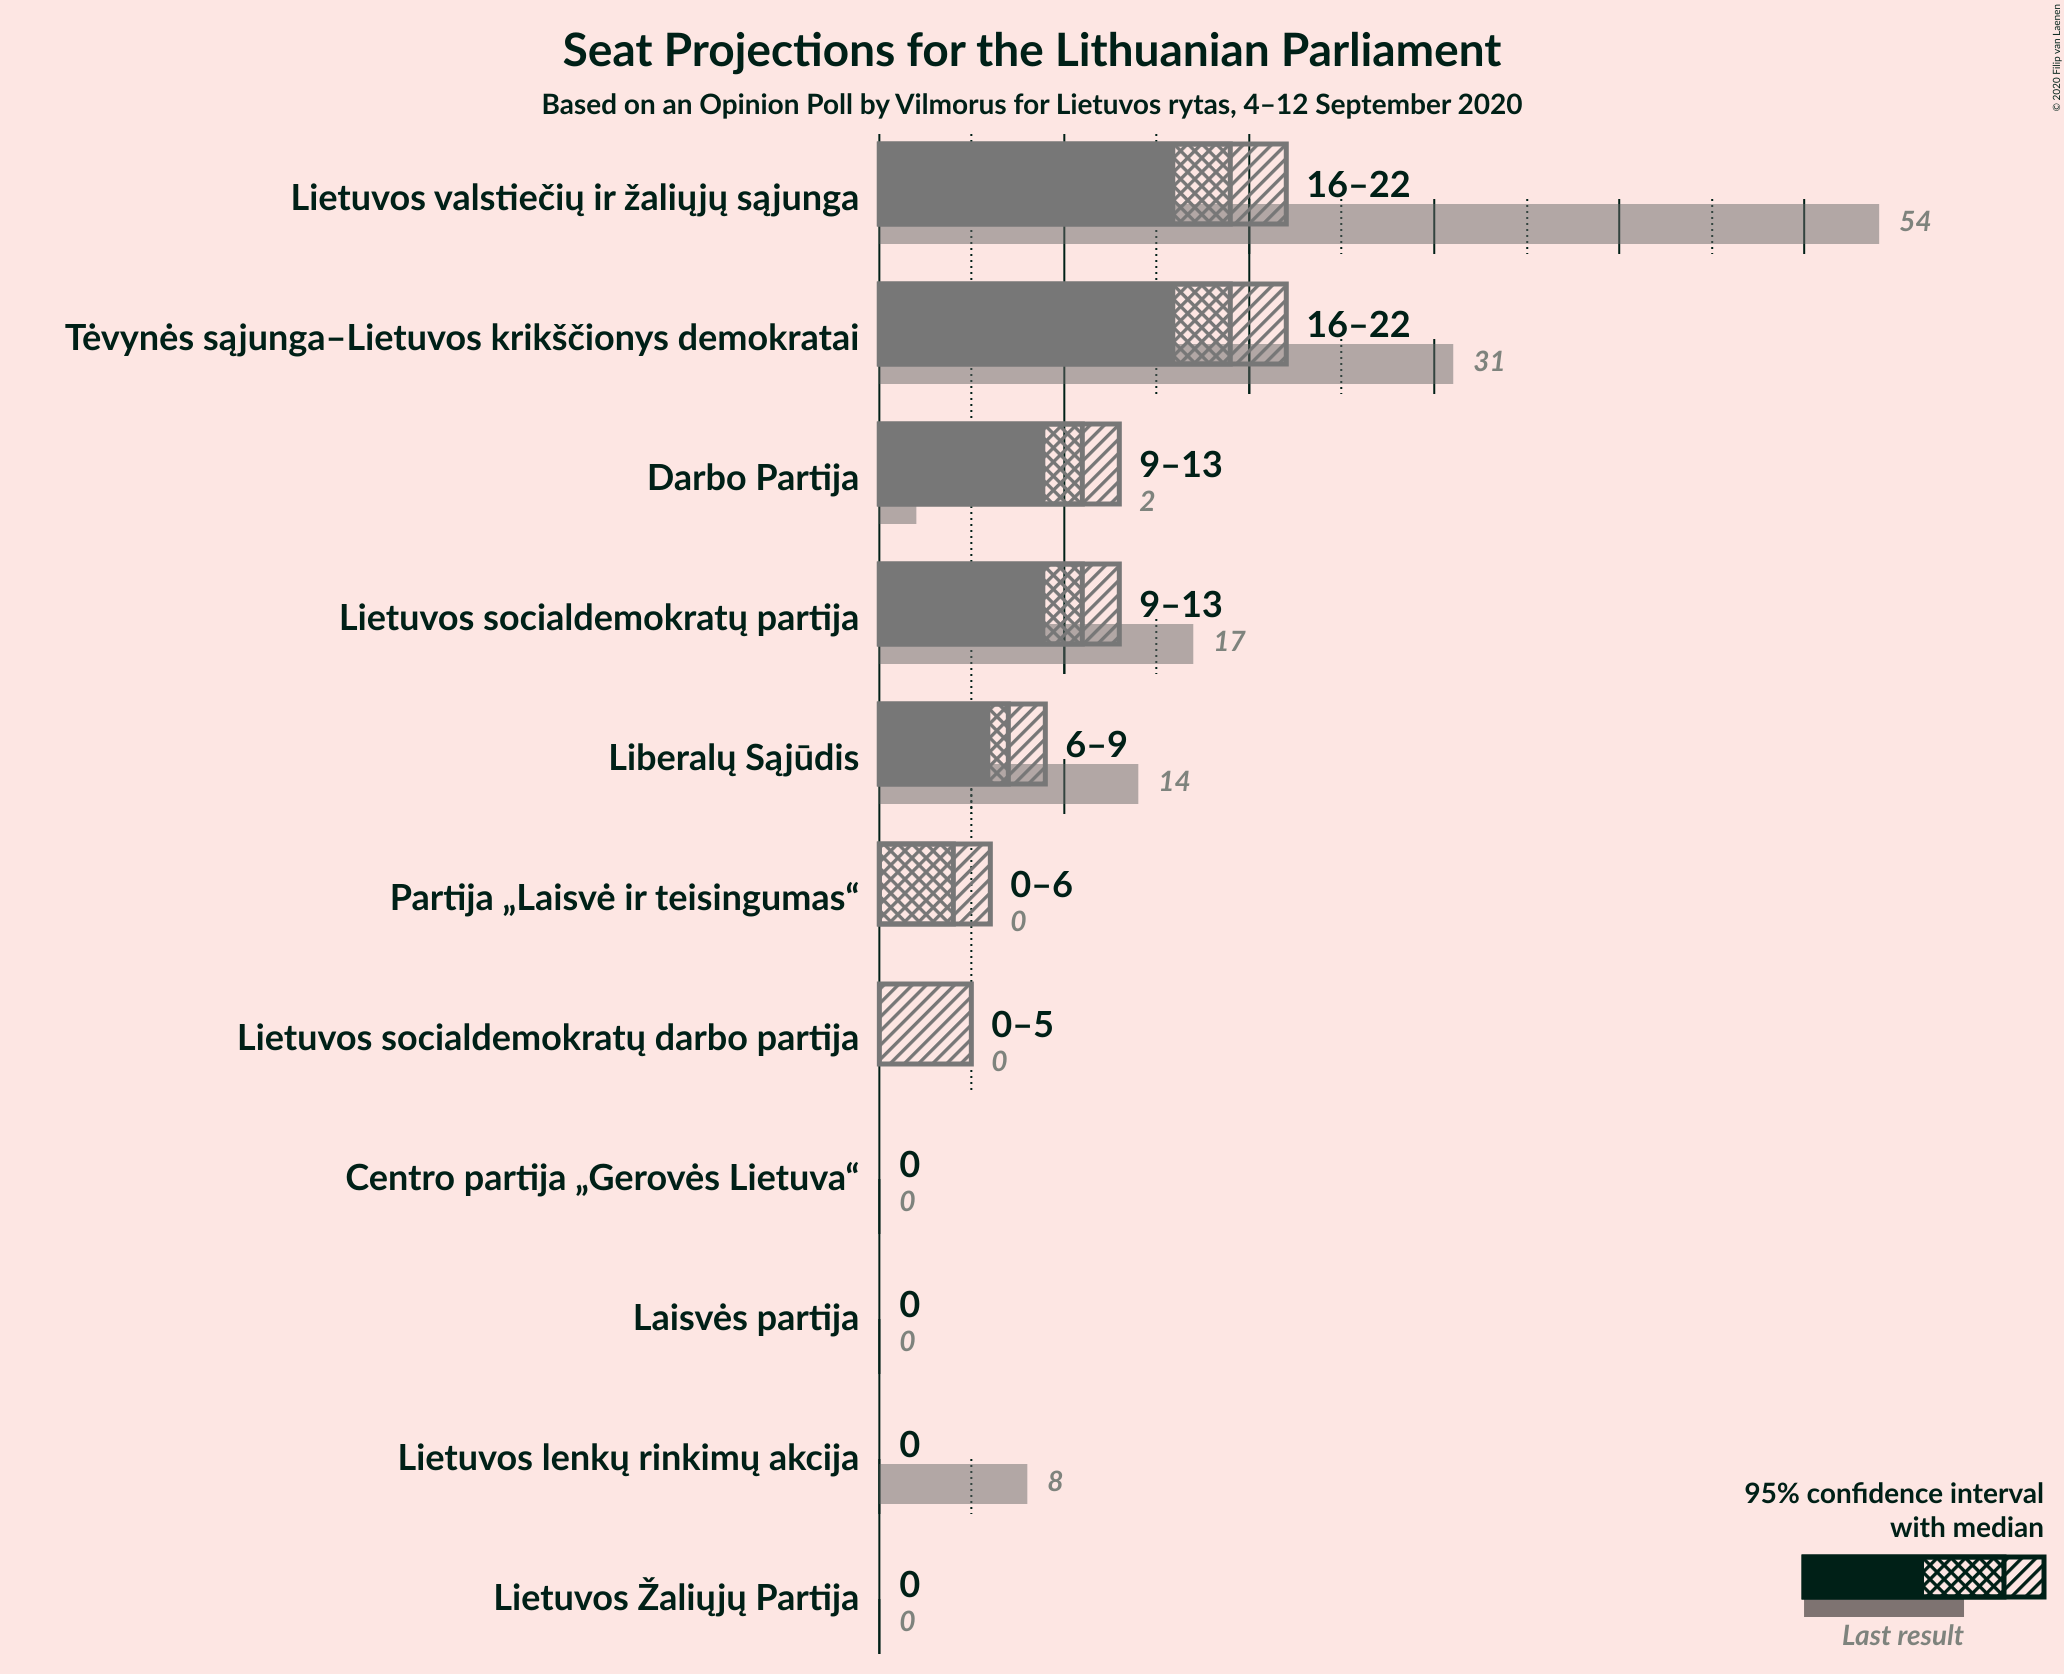 Seat Projections for the Lithuanian Parliament
Based on an Opinion Poll by Vilmorus for Lietuvos rytas, 4–12 September 2020
© 2020 Filip van Laenen
Lietuvos valstiečių ir žaliųjų sąjunga
16–22
54
Tėvynės sąjunga–Lietuvos krikščionys demokratai
16–22
31
Darbo Partija
9–13
2
Lietuvos socialdemokratų partija
9–13
17
Liberalų Sąjūdis
6–9
14
Partija „Laisvė ir teisingumas“
0–6
0
Lietuvos socialdemokratų darbo partija
0–5
0
Centro partija „Gerovės Lietuva“
0
0
Laisvės partija
0
0
Lietuvos lenkų rinkimų akcija
0
8
Lietuvos Žaliųjų Partija
0
0
95% confidence interval
with median
Last result